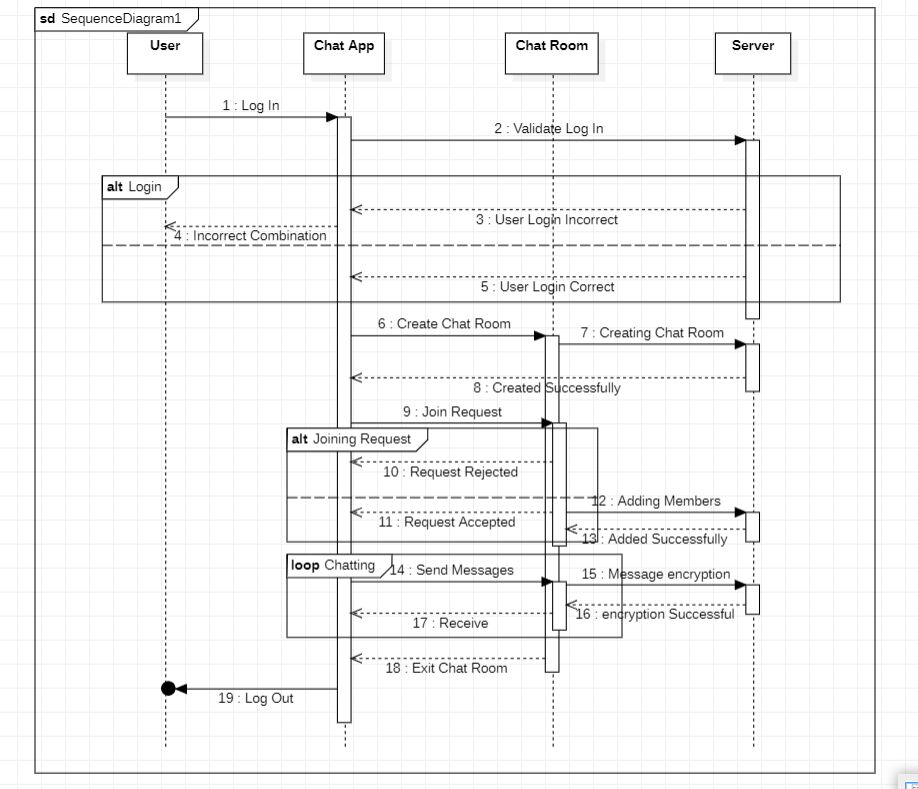 sd SequenceDiagram1
User
Chat App
Chat Room
Server
1 : Log In
2 : Validate Log In
alt Login
3 : User Login Incorrect
4 : Incorrect Combination
5 : User Login Correct
6 : Create Chat Room
7 : Creating Chat Room
8 : Created Successfully
9 : Join Request
alt Joining Request
10 : Request Rejected
12 : Adding Members
11 : Request Accepted
13 : Added Successfully
loop Chatting
14 : Send Messages
15 : Message encryption
16 : encryption Successful
17 : Receive
18 : Exit Chat Room
19 : Log Out